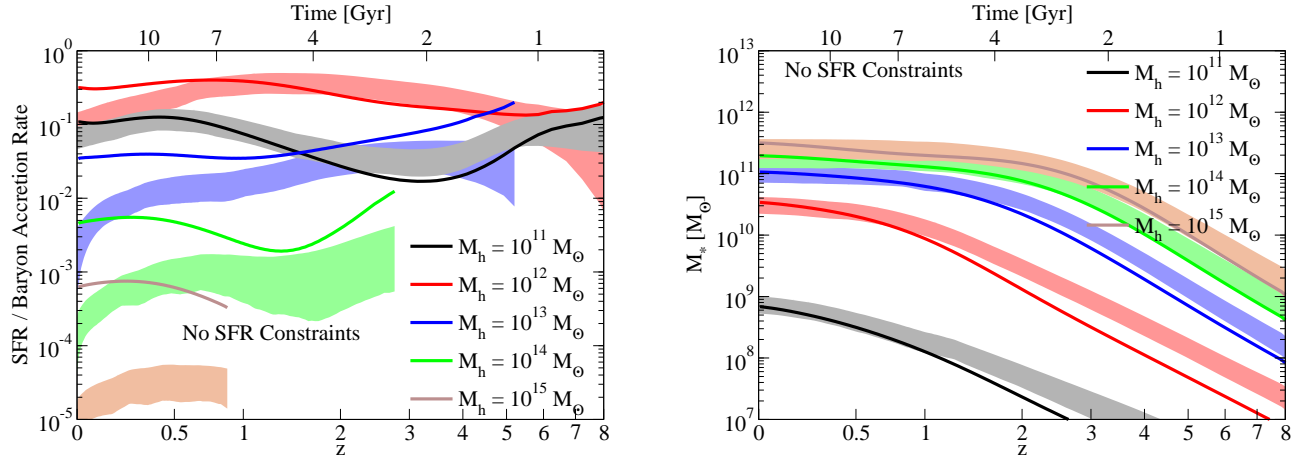 Time [Gyr]
10 7 4 2 1
10^0
10^-1
10^-2
10^-3
10^-4
10^-5
SFR / Baryon Accretion Rate
No SFR Constraints
M_h = 10^11 M_⊙
M_h = 10^12 M_⊙
M_h = 10^13 M_⊙
M_h = 10^14 M_⊙
M_h = 10^15 M_⊙
0 0.5 1 2 3 4 5 6 7 8
z
Time [Gyr]
10 7 4 2 1
10^13
10^12
10^11
10^10
10^9
10^8
10^7
M_* [M_⊙]
No SFR Constraints
M_h = 10^11 M_⊙
M_h = 10^12 M_⊙
M_h = 10^13 M_⊙
M_h = 10^14 M_⊙
M_h = 10^15 M_⊙
0 0.5 1 2 3 4 5 6 7 8
z